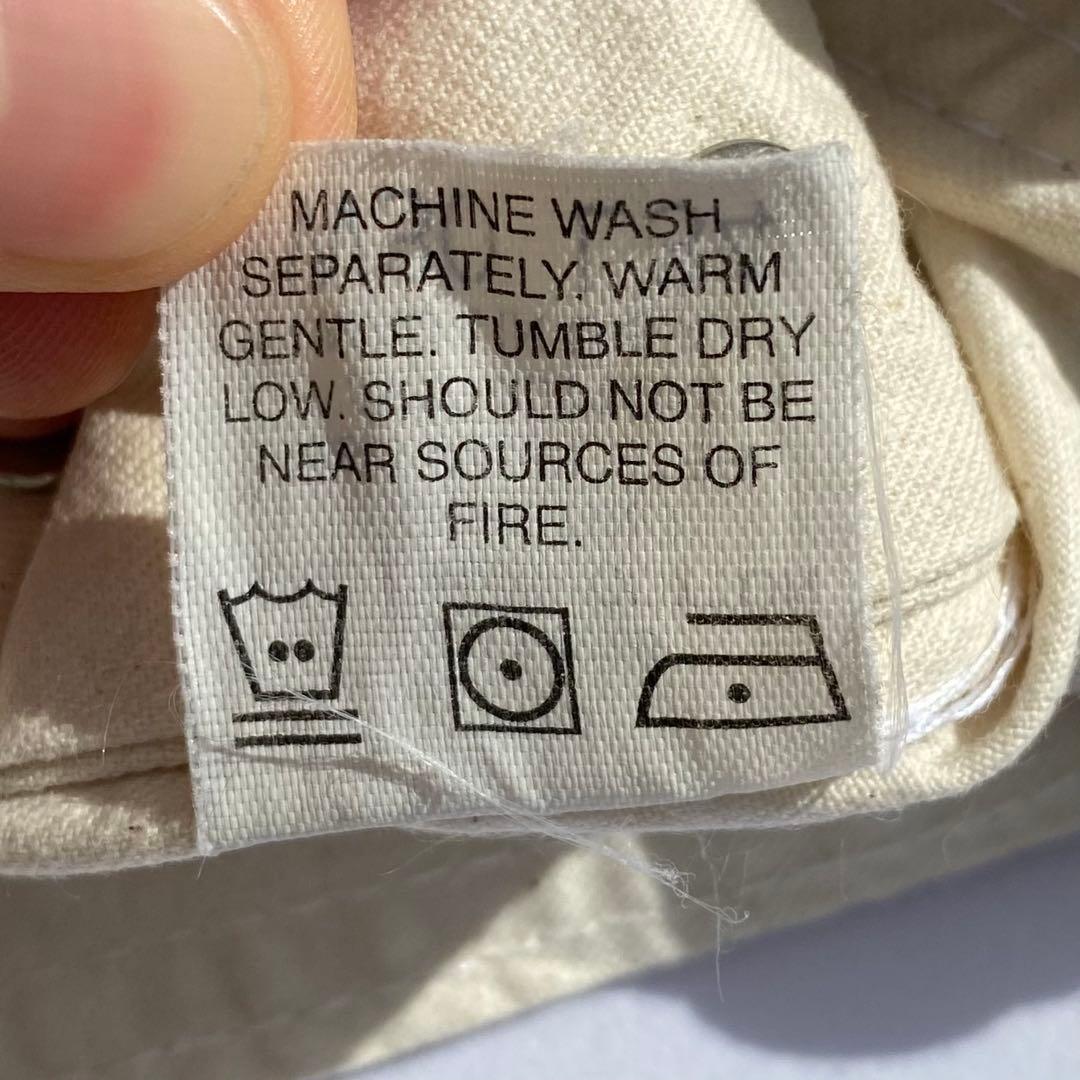 MACHINE WASH
SEPARATELY. WARM
GENTLE. TUMBLE DRY
LOW. SHOULD NOT BE
NEAR SOURCES OF
FIRE.